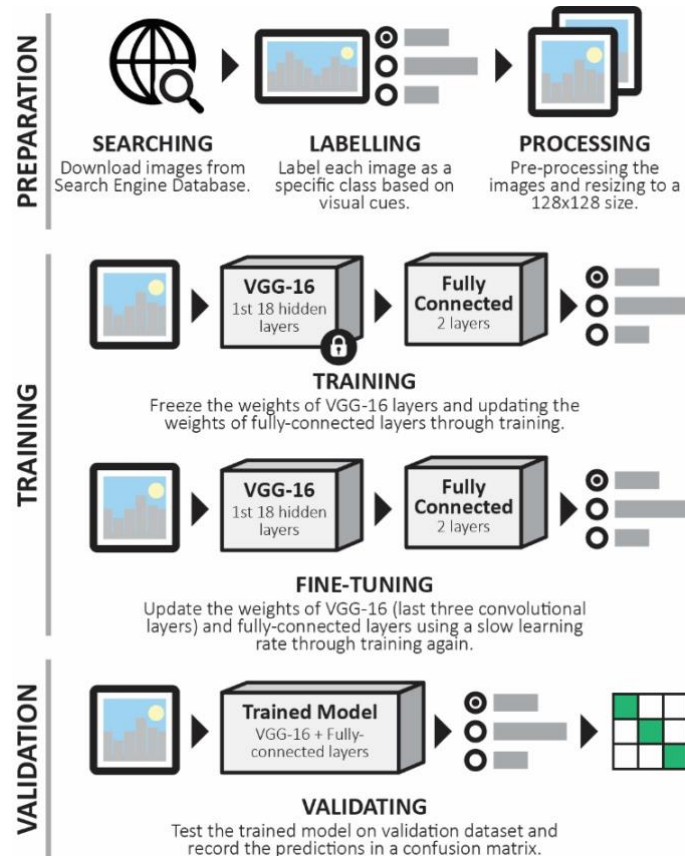 PREPARATION
SEARCHING
Download images from
Search Engine Database.
LABELLING
Label each image as a
specific class based on
visual cues.
PROCESSING
Pre-processing the
images and resizing to a
128x128 size.
TRAINING
VGG-16
1st 18 hidden
layers
Fully
Connected
2 layers
TRAINING
Freeze the weights of VGG-16 layers and updating the
weights of fully-connected layers through training.
VGG-16
1st 18 hidden
layers
Fully
Connected
2 layers
FINE-TUNING
Update the weights of VGG-16 (last three convolutional
layers) and fully-connected layers using a slow learning
rate through training again.
VALIDATION
Trained Model
VGG-16 + Fully-
connected layers
VALIDATING
Test the trained model on validation dataset and
record the predictions in a confusion matrix.